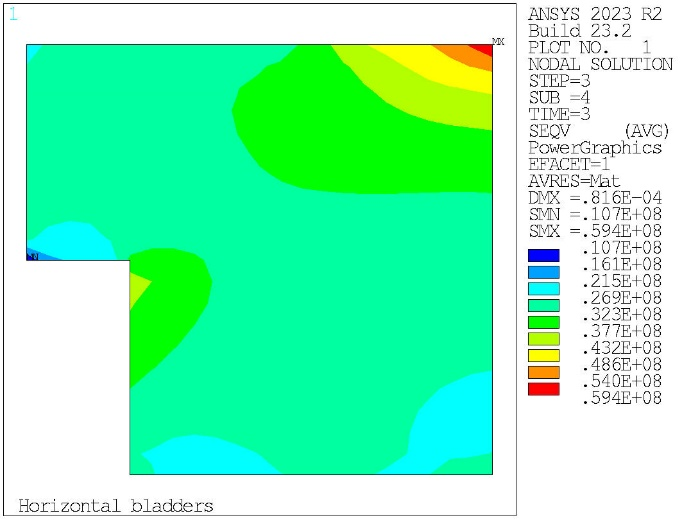 1
ANSYS 2023 R2
Build 23.2
PLOT NO. 1
NODAL SOLUTION
STEP=3
SUB =4
TIME=3
SEQV (AVG)
PowerGraphics
EFACET=1
AVRES=Mat
DMX =.816E-04
SMN =.107E+08
SMX =.594E+08
.107E+08
.161E+08
.215E+08
.269E+08
.323E+08
.377E+08
.432E+08
.486E+08
.540E+08
.594E+08
MX
MN
Horizontal bladders